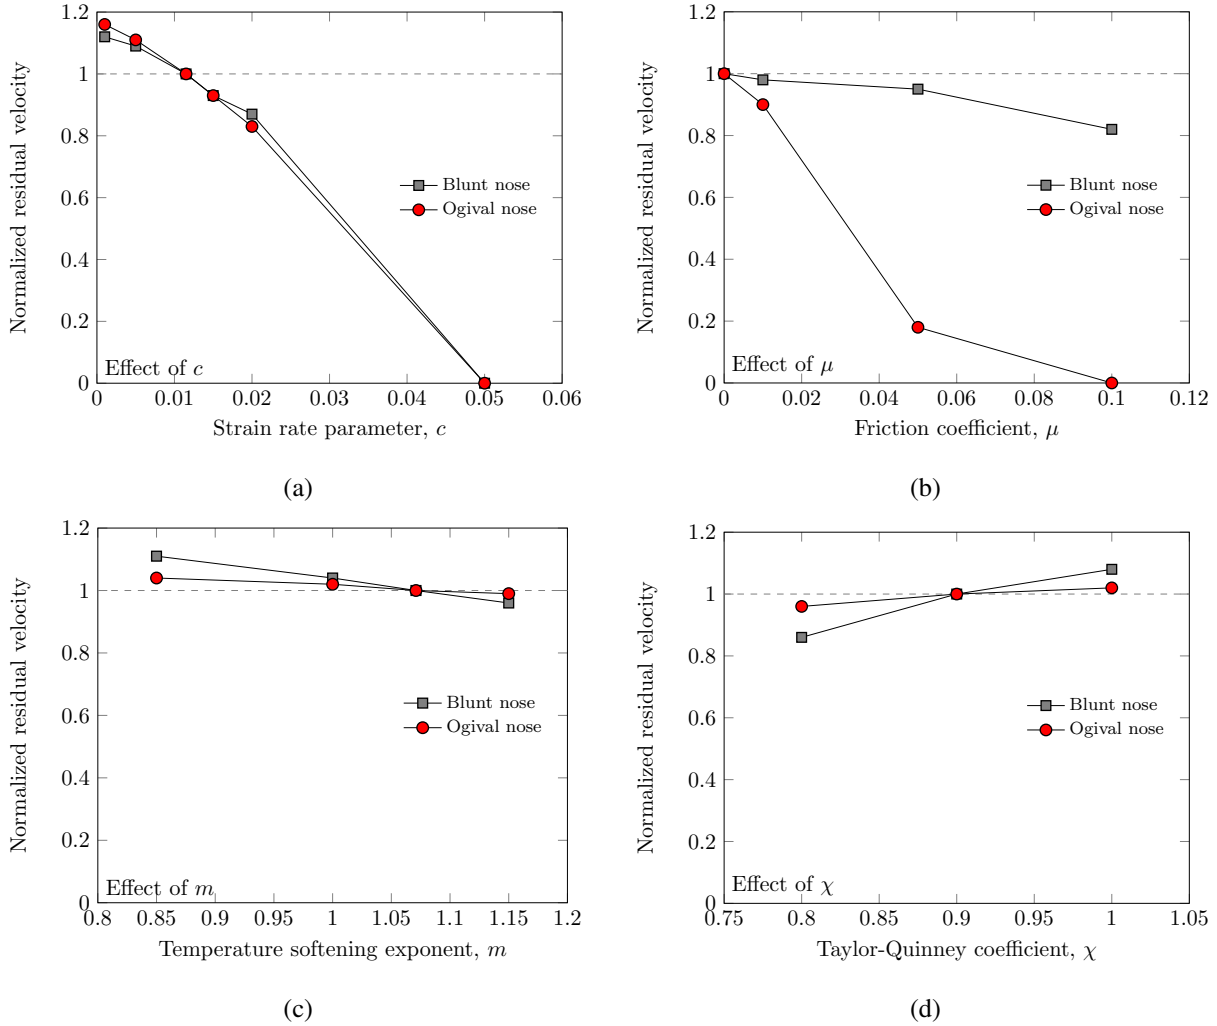 1.2
1
0.8
0.6
0.4
0.2
0
Normalized residual velocity
Blunt nose
Ogival nose
Effect of c
0 0.01 0.02 0.03 0.04 0.05 0.06
Strain rate parameter, c
(a)
1.2
1
0.8
0.6
0.4
0.2
0
Normalized residual velocity
Blunt nose
Ogival nose
Effect of μ
0 0.02 0.04 0.06 0.08 0.1 0.12
Friction coefficient, μ
(b)
1.2
1
0.8
0.6
0.4
0.2
0
Normalized residual velocity
Blunt nose
Ogival nose
Effect of m
0.8 0.85 0.9 0.95 1 1.05 1.1 1.15 1.2
Temperature softening exponent, m
(c)
1.2
1
0.8
0.6
0.4
0.2
0
Normalized residual velocity
Blunt nose
Ogival nose
Effect of χ
0.75 0.8 0.85 0.9 0.95 1 1.05
Taylor-Quinney coefficient, χ
(d)